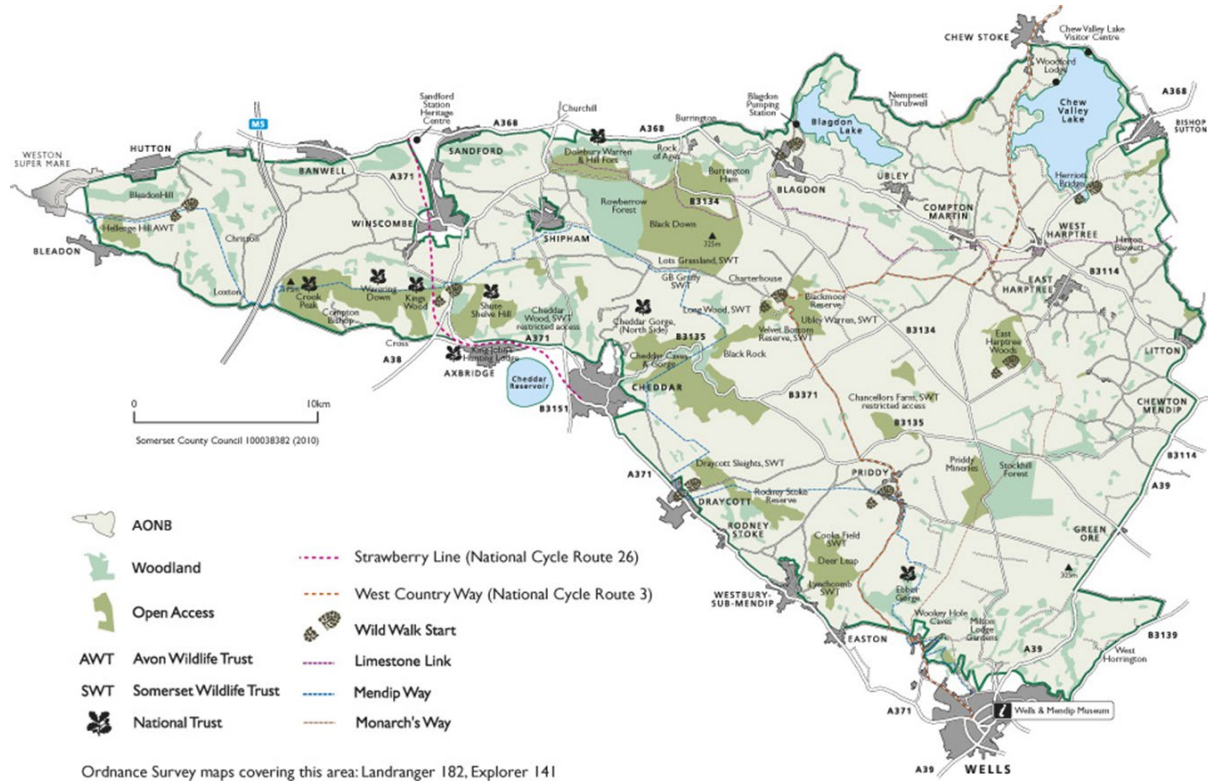 CHEW STOKE
Chew Valley Lake
Visitor Centre
Woodford
Lodge
Chew
Valley
Lake
A368
BISHOP
SUTTON
Nempnett
Thrubwell
Blagdon
Pumping
Station
Blagdon
Lake
Sandford
Station
Heritage
Centre
Churchill
A368
A368
Burrington
M5
WESTON
SUPER MARE
HUTTON
BANWELL
A371
SANDFORD
Dolebury Warren
& Hill Fort
Rock
of Ages
Burrington
Ham
BLAGDON
UBLEY
COMPTON
MARTIN
Herriots
Bridge
WEST
HARPTREE
Hinton
Blewett
Bleadon Hill
Hellenge Hill AWT
BLEADON
Christon
Loxton
WINSCOMBE
SHIPHAM
Rowberrow
Forest
B3134
Black Down
325m
Lots Grassland, SWT
GB Gruffy
SWT
Charterhouse
EAST
HARPTREE
B3114
Crook
Peak
Wavering
Down
Kings
Wood
Compton
Bishop
Shute
Shelve Hill
Cheddar
Wood, SWT
restricted access
Cheddar Gorge,
(North Side)
Long Wood, SWT
Blackmoor
Reserve
Velvet Bottom
Reserve, SWT
Ubley Warren, SWT
B3134
East
Harptree
Woods
LITTON
Cross
A38
King John's
Hunting Lodge
AXBRIDGE
A371
Cheddar
Reservoir
B3135
Cheddar Caves
& Gorge
Black Rock
CHEDDAR
B3151
B3371
Chancellors Farm, SWT
restricted access
B3135
CHEWTON
MENDIP
B3114
A39
0
10km
Somerset County Council 100038382 (2010)
A371
Draycott Sleights, SWT
DRAYCOTT
Rodney Stoke
Reserve
PRIDDY
Priddy
Mineries
Stockhill
Forest
RODNEY
STOKE
GREEN
ORE
Cooks Field
SWT
Deer Leap
Lynchcomb
SWT
Ebbor
Gorge
WESTBURY-
SUB-MENDIP
EASTON
Wookey Hole
Caves
Milton
Lodge
Gardens
A39
B3139
West
Horrington
A371
Wells & Mendip Museum
WELLS
A39
AONB
Woodland
Open Access
AWT Avon Wildlife Trust
SWT Somerset Wildlife Trust
National Trust
Strawberry Line (National Cycle Route 26)
West Country Way (National Cycle Route 3)
Wild Walk Start
Limestone Link
Mendip Way
Monarch's Way
Ordnance Survey maps covering this area: Landranger 182, Explorer 141